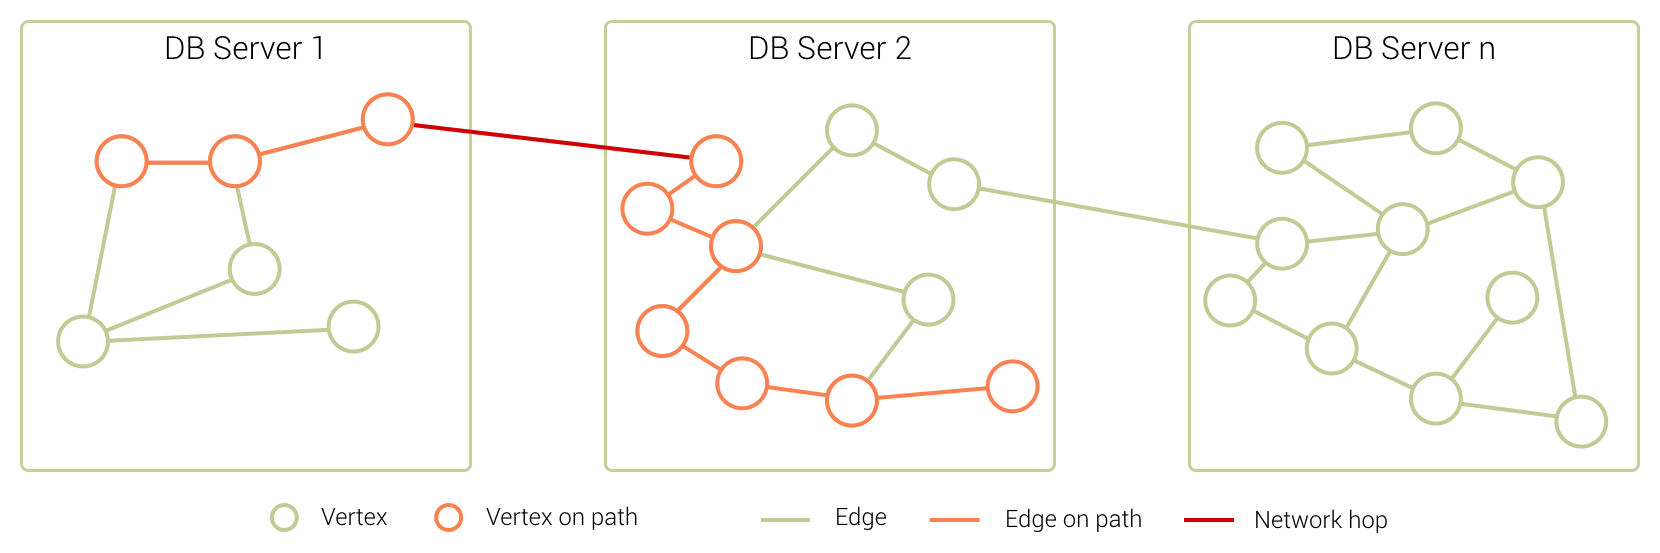 DB Server 1
DB Server 2
DB Server n
Vertex
Vertex on path
Edge
Edge on path
Network hop